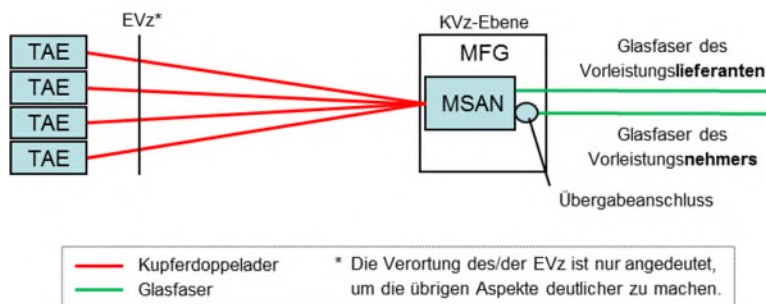 EVz*
KVz-Ebene
TAE
TAE
TAE
TAE
MFG
MSAN
Glasfaser des
Vorleistungslieferanten
Glasfaser des
Vorleistungsnehmers
Übergabeanschluss
Kupferdoppelader
Glasfaser
* Die Verortung des/der EVz ist nur angedeutet,
um die übrigen Aspekte deutlicher zu machen.